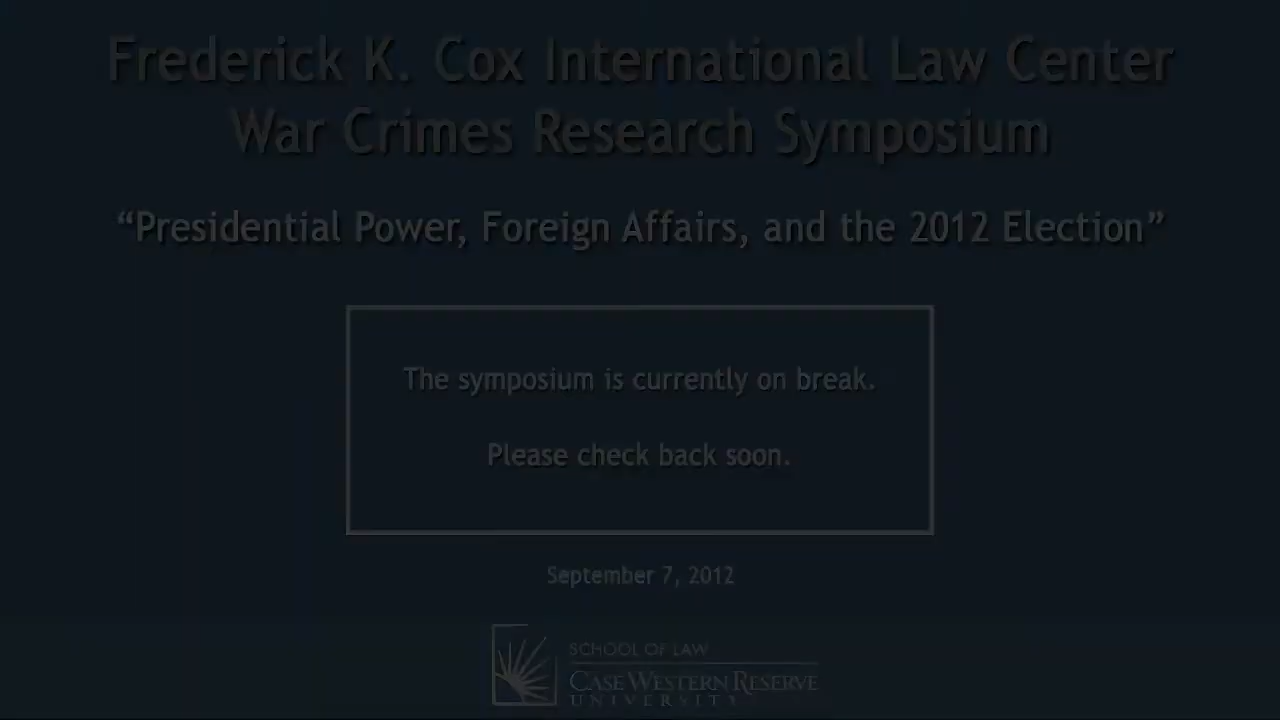 Frederick K. Cox International Law Center
War Crimes Research Symposium
“Presidential Power, Foreign Affairs, and the 2012 Election”
The symposium is currently on break.
Please check back soon.
September 7, 2012
SCHOOL OF LAW
CASE WESTERN RESERVE
UNIVERSITY